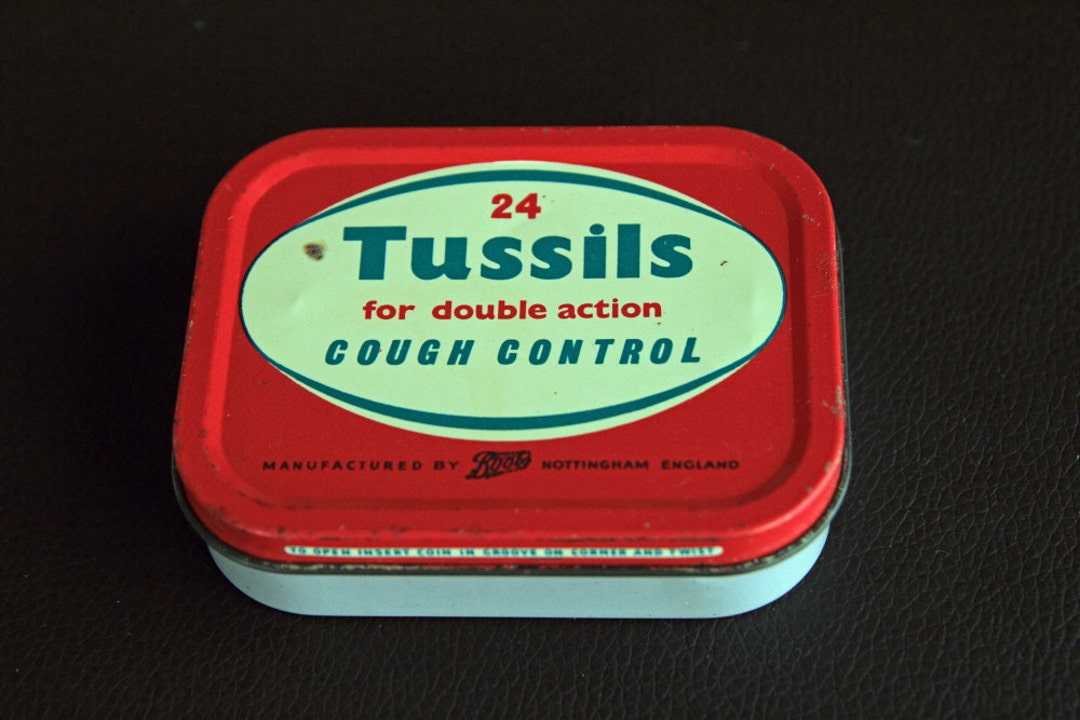 24
Tussils
for double action
COUGH CONTROL
MANUFACTURED BY Boots NOTTINGHAM ENGLAND
TO OPEN INSERT COIN IN GROOVE ON CORNER AND TWIST